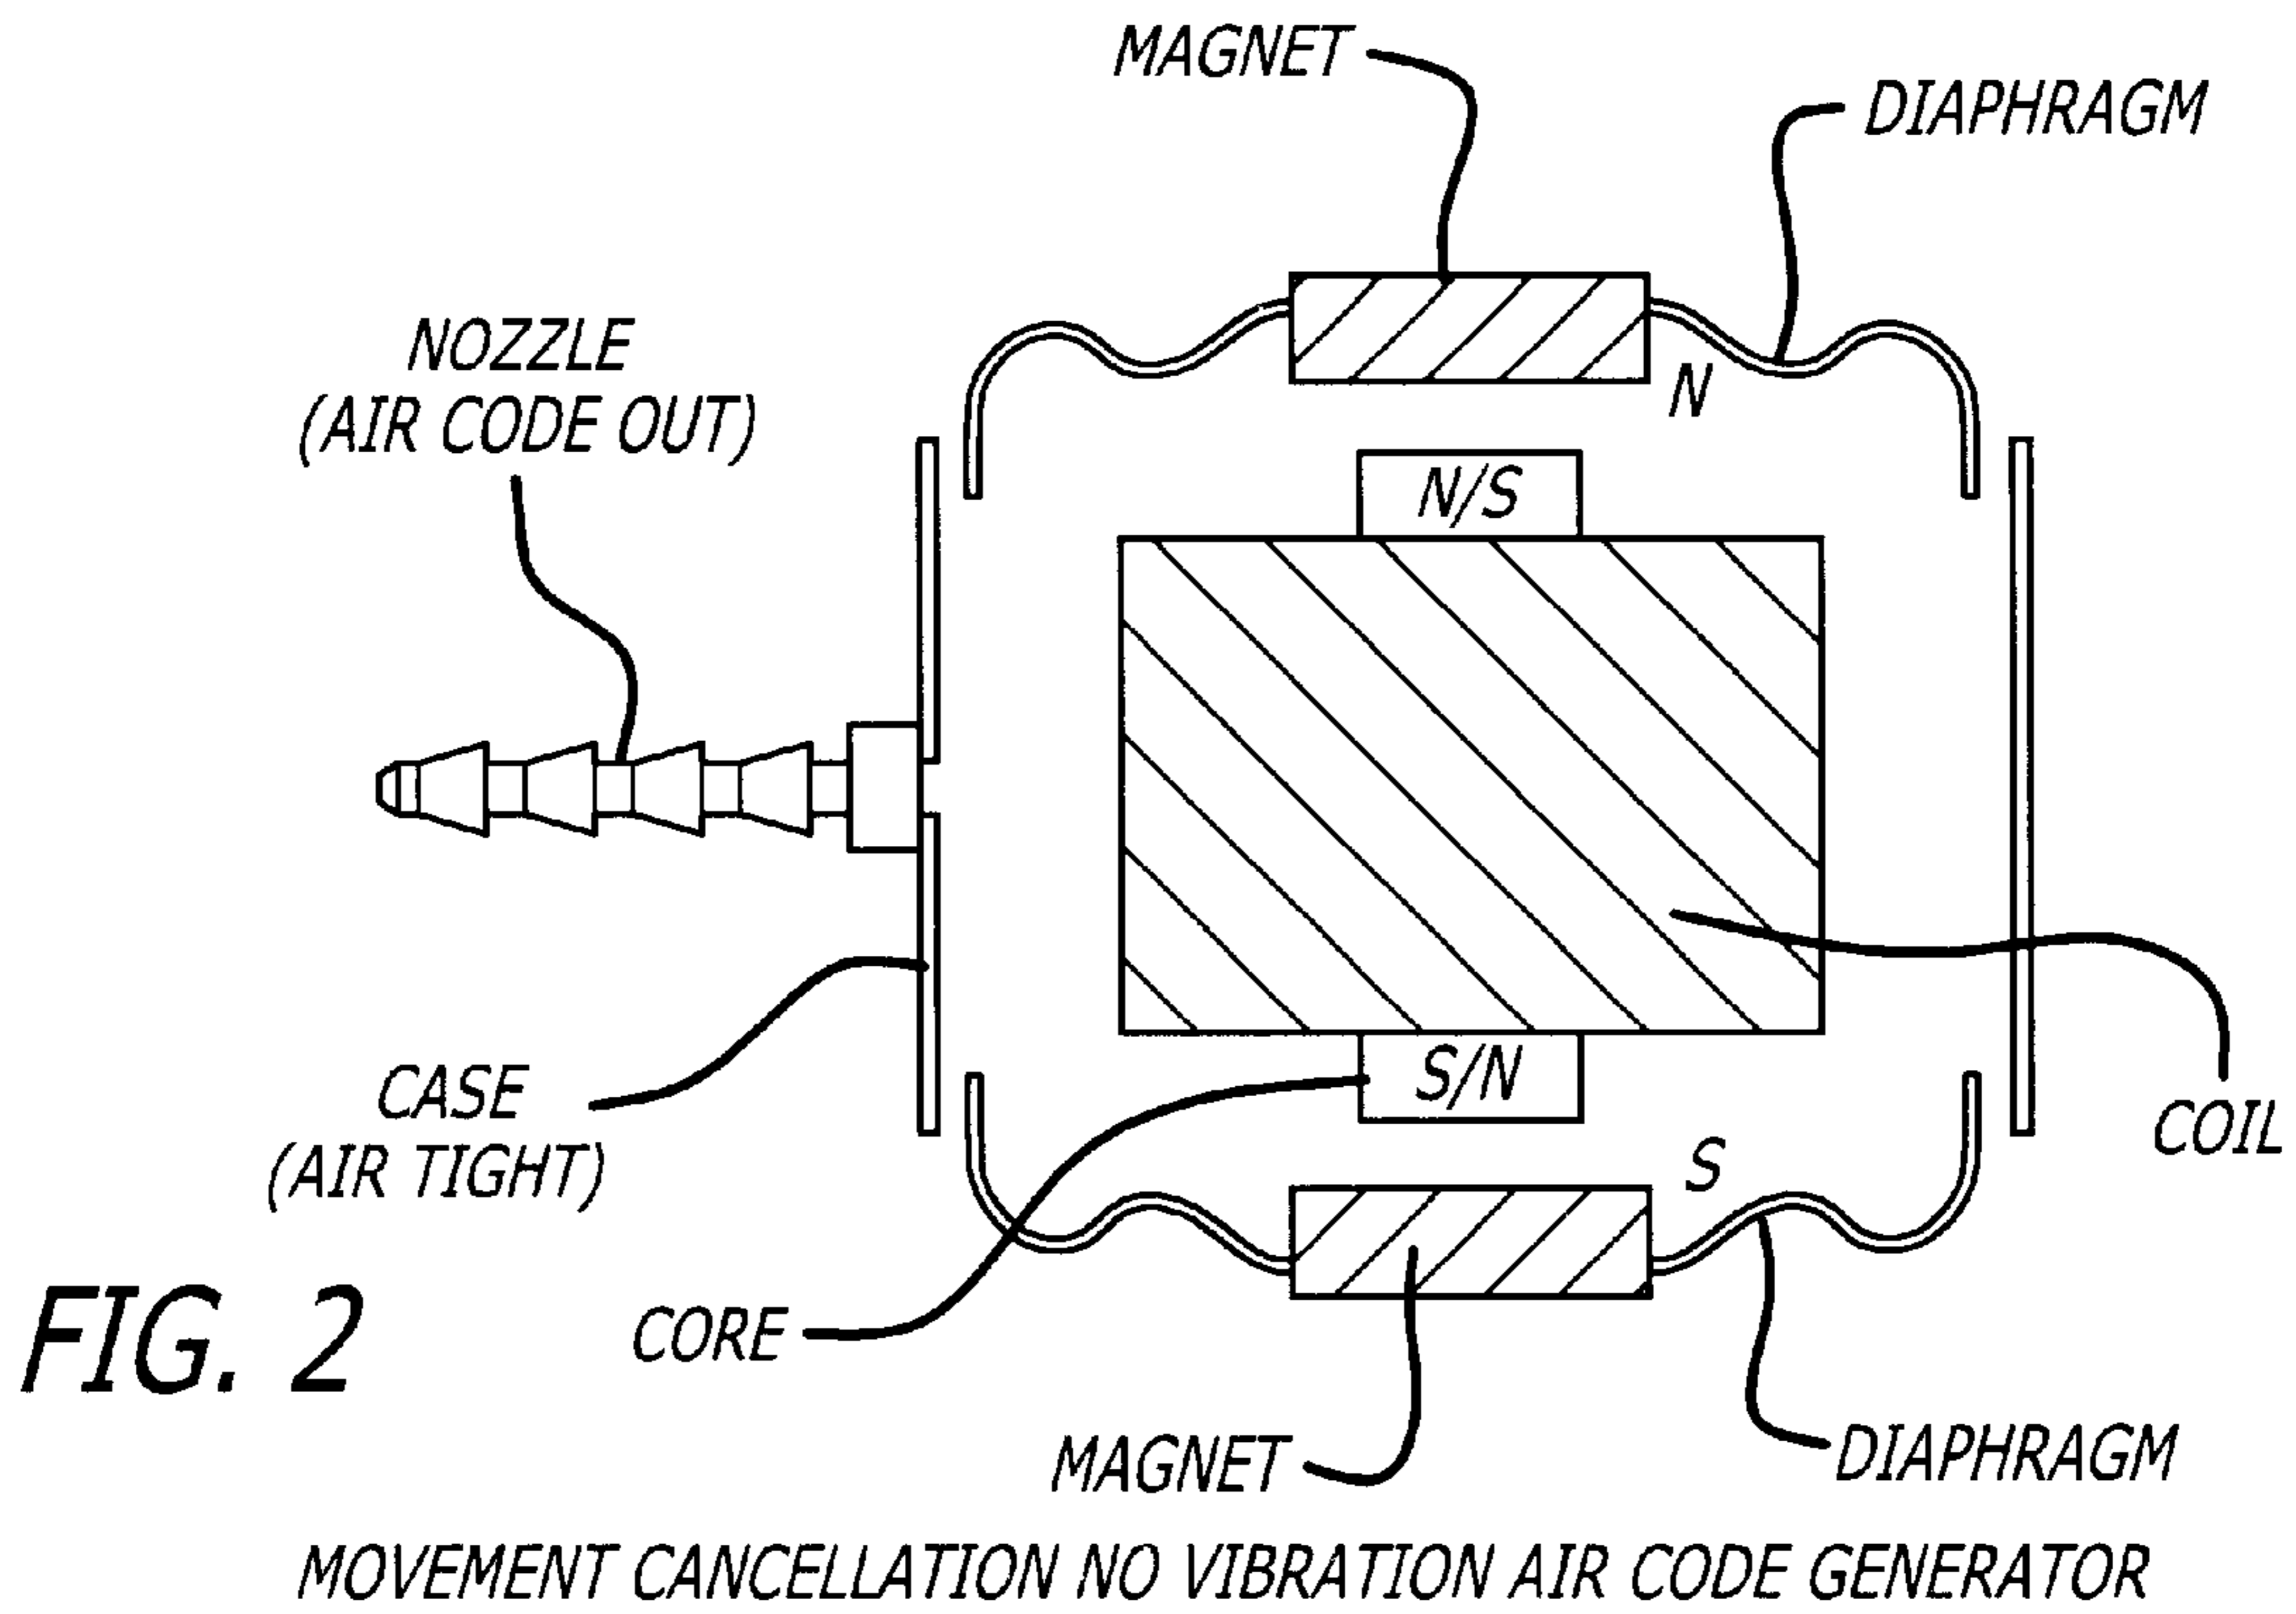 MAGNET
DIAPHRAGM
NOZZLE
(AIR CODE OUT)
N
N/S
CASE
(AIR TIGHT)
S/N
COIL
S
CORE
FIG. 2
MAGNET
DIAPHRAGM
MOVEMENT CANCELLATION NO VIBRATION AIR CODE GENERATOR